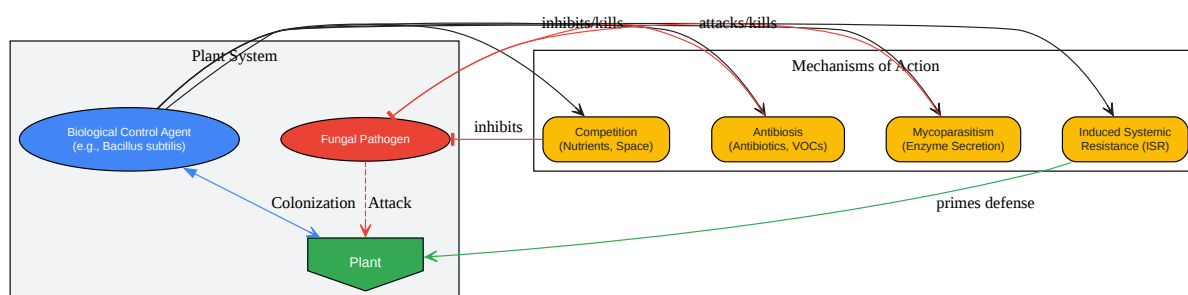 inhibits/kills
attacks/kills
Plant System
Mechanisms of Action
Biological Control Agent
(e.g., Bacillus subtilis)
Fungal Pathogen
inhibits
Competition
(Nutrients, Space)
Antibiosis
(Antibiotics, VOCs)
Mycoparasitism
(Enzyme Secretion)
Induced Systemic
Resistance (ISR)
Colonization
Attack
primes defense
Plant